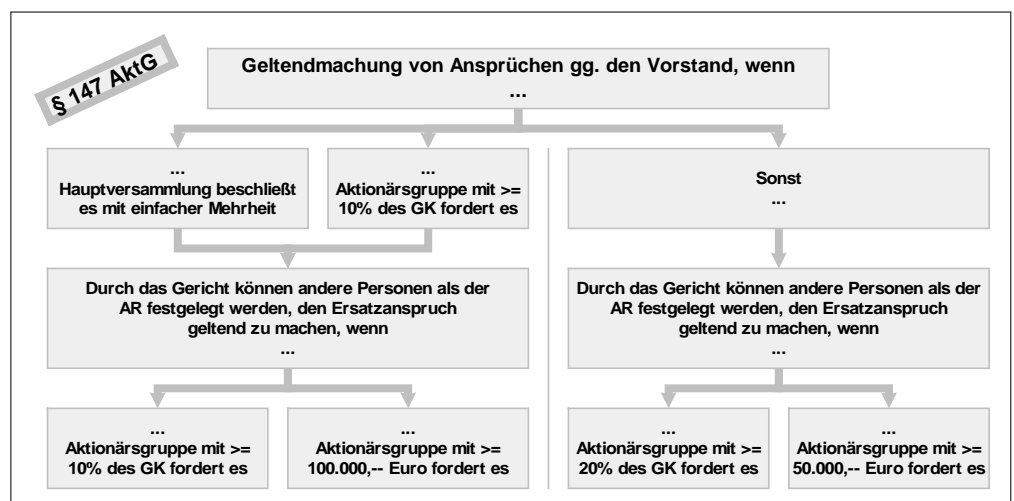 § 147 AktG
Geltendmachung von Ansprüchen gg. den Vorstand, wenn
...
...
Hauptversammlung beschließt
es mit einfacher Mehrheit
...
Aktionärsgruppe mit >=
10% des GK fordert es
Sonst
...
Durch das Gericht können andere Personen als der
AR festgelegt werden, den Ersatzanspruch
geltend zu machen, wenn
...
Durch das Gericht können andere Personen als der
AR festgelegt werden, den Ersatzanspruch
geltend zu machen, wenn
...
...
Aktionärsgruppe mit >=
10% des GK fordert es
...
Aktionärsgruppe mit >=
100.000,-- Euro fordert es
...
Aktionärsgruppe mit >=
20% des GK fordert es
...
Aktionärsgruppe mit >=
50.000,-- Euro fordert es